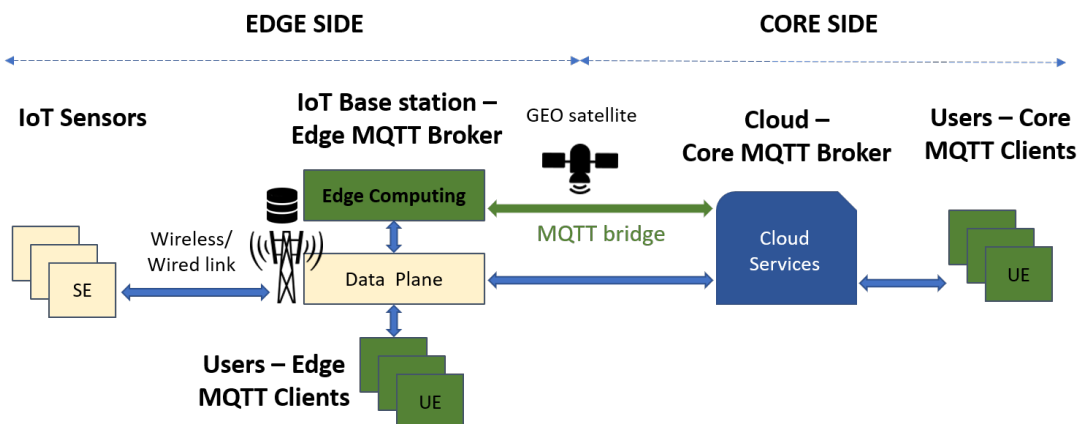 EDGE SIDE
CORE SIDE
IoT Sensors
IoT Base station –
Edge MQTT Broker
GEO satellite
Cloud –
Core MQTT Broker
Users – Core
MQTT Clients
Edge Computing
MQTT bridge
Wireless/
Wired link
Data Plane
Cloud
Services
SE
UE
Users – Edge
MQTT Clients
UE